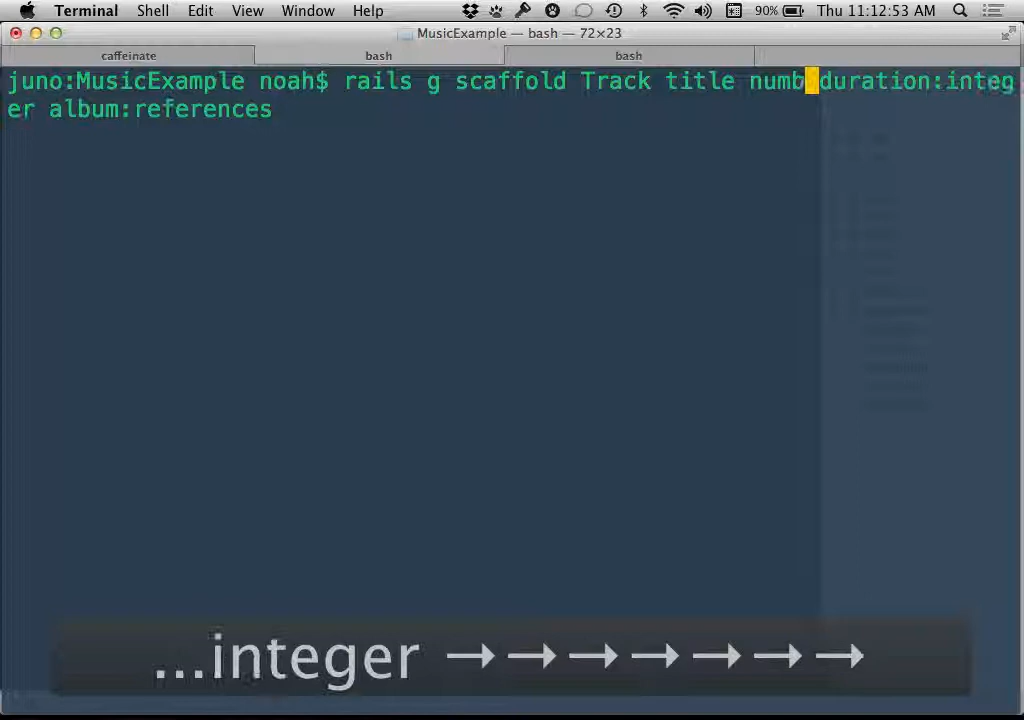 Terminal Shell Edit View Window Help 90% Thu 11:12:53 AM
MusicExample — bash — 72×23
caffeinate bash bash
juno:MusicExample noah$ rails g scaffold Track title numb duration:integ
er album:references
...integer →→→→→→→